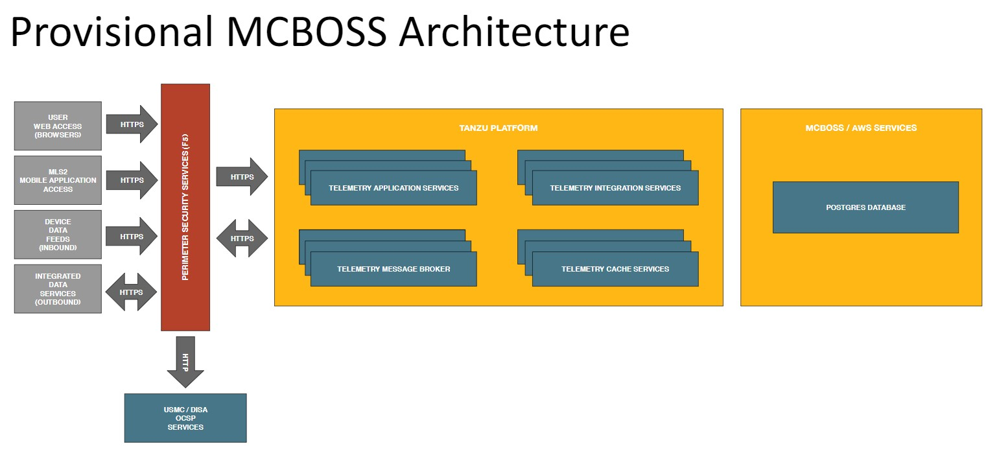 Provisional MCBOSS Architecture
USER
WEB ACCESS
(BROWSERS)
HTTPS
MLS2
MOBILE APPLICATION
ACCESS
HTTPS
DEVICE
DATA
FEEDS
(INBOUND)
HTTPS
INTEGRATED
DATA
SERVICES
(OUTBOUND)
HTTPS
PERIMETER SECURITY SERVICES (F5)
HTTPS
HTTPS
HTTP
USMC / DISA
OCSP
SERVICES
TANZU PLATFORM
TELEMETRY APPLICATION SERVICES
TELEMETRY INTEGRATION SERVICES
TELEMETRY MESSAGE BROKER
TELEMETRY CACHE SERVICES
MCBOSS / AWS SERVICES
POSTGRES DATABASE